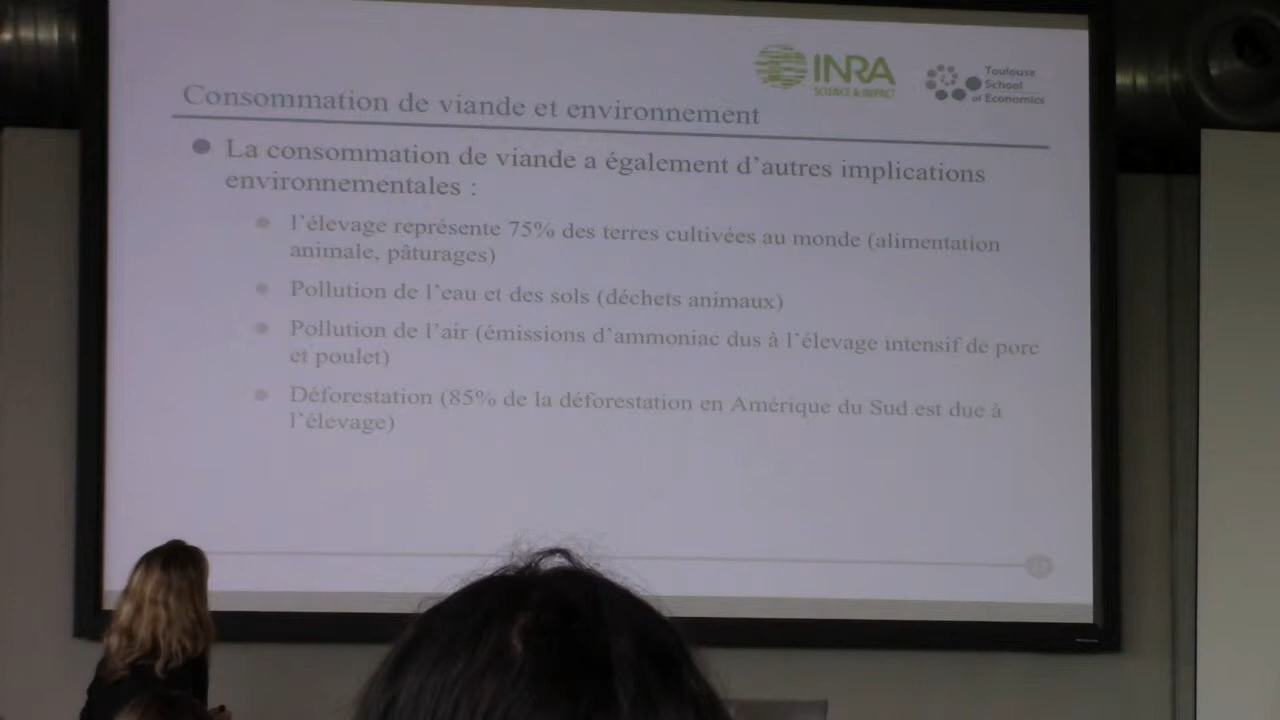 INRA
SCIENCE & IMPACT
Toulouse
School
of Economics
Consommation de viande et environnement
La consommation de viande a également d'autres implications
environnementales :
l'élevage représente 75% des terres cultivées au monde (alimentation
animale, pâturages)
Pollution de l'eau et des sols (déchets animaux)
Pollution de l'air (émissions d'ammoniac dus à l'élevage intensif de porc
et poulet)
Déforestation (85% de la déforestation en Amérique du Sud est due à
l'élevage)